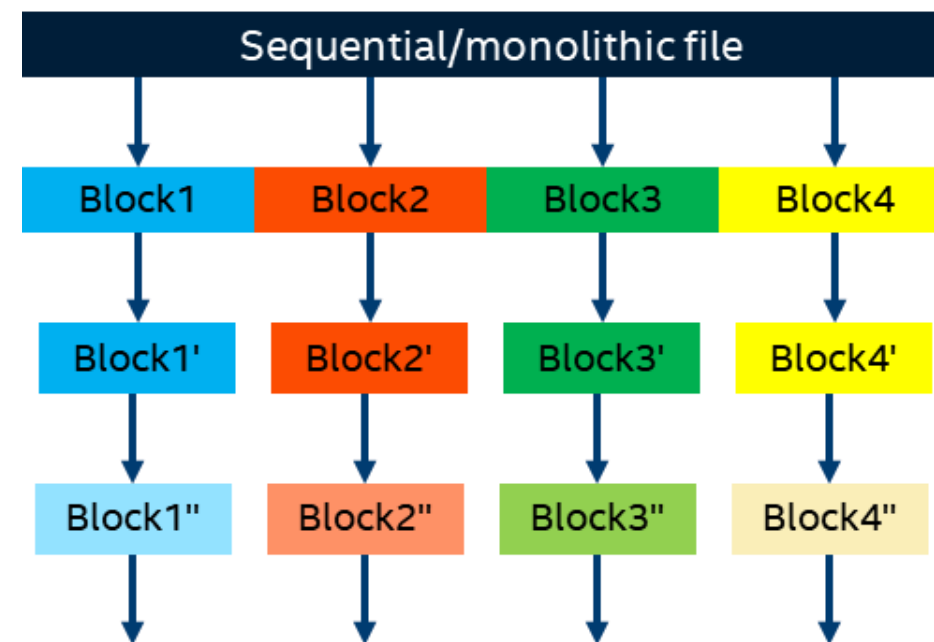 Sequential/monolithic file
Block1 Block2 Block3 Block4
Block1' Block2' Block3' Block4'
Block1" Block2" Block3" Block4"